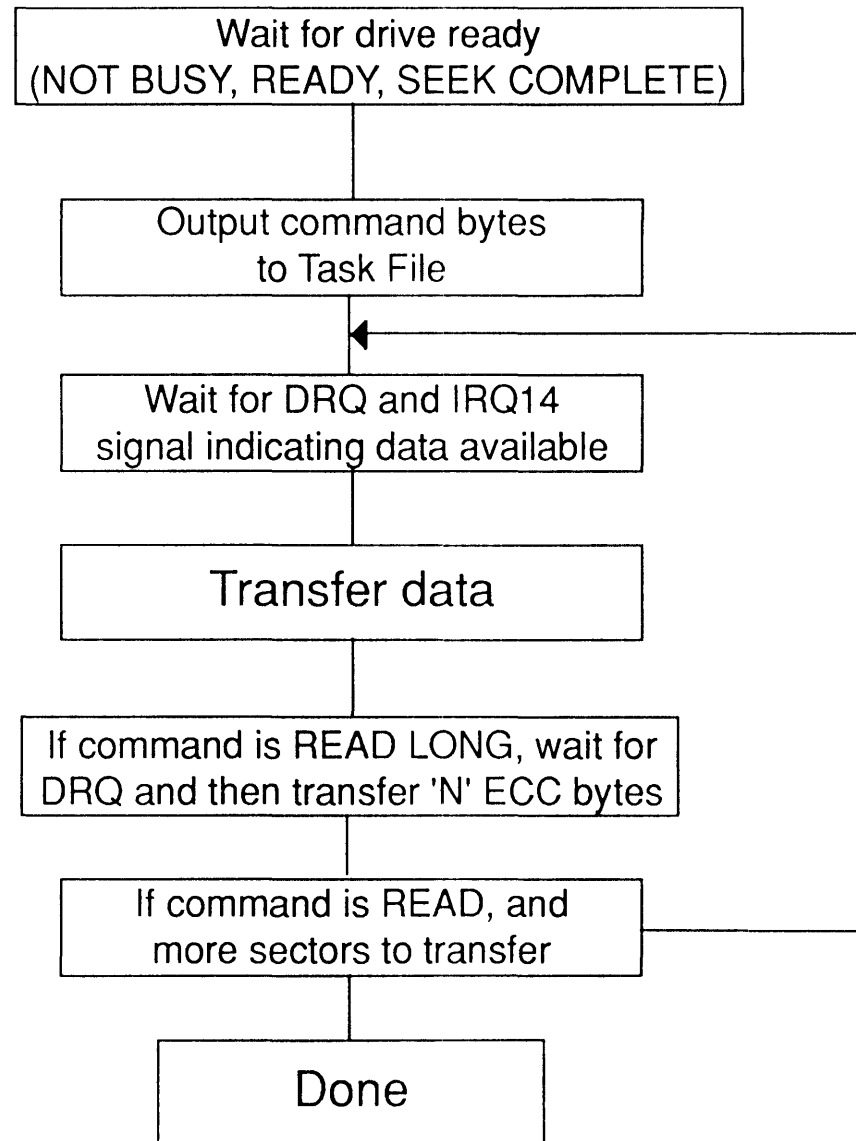 Wait for drive ready
(NOT BUSY, READY, SEEK COMPLETE)
Output command bytes
to Task File
Wait for DRQ and IRQ14
signal indicating data available
Transfer data
If command is READ LONG, wait for
DRQ and then transfer 'N' ECC bytes
If command is READ, and
more sectors to transfer
Done